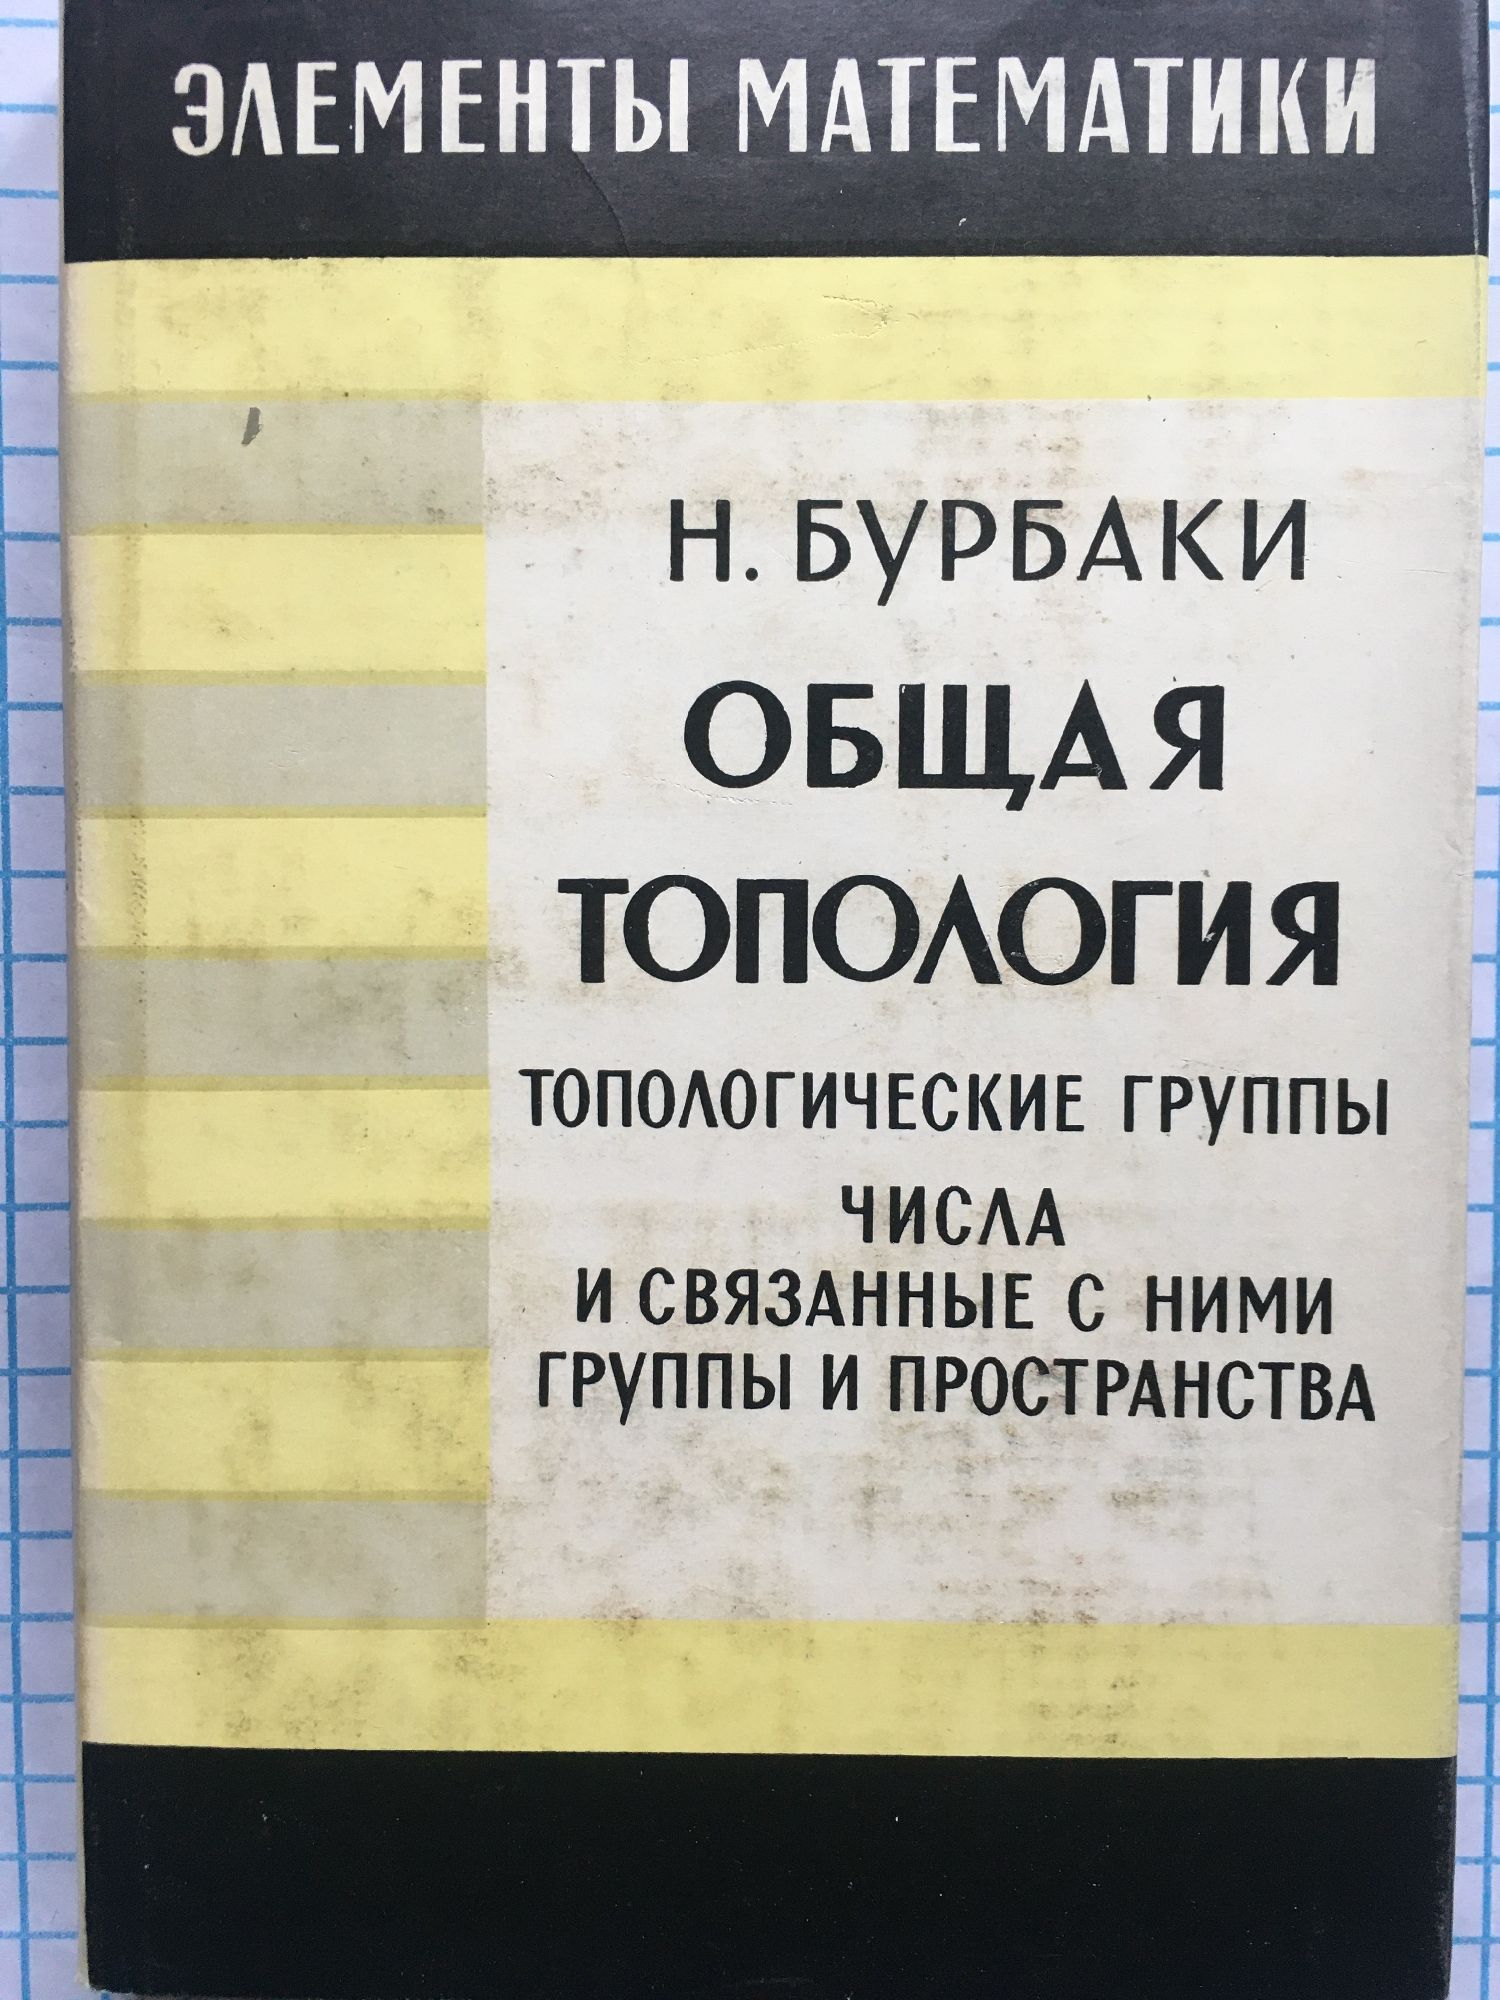 ЭЛЕМЕНТЫ МАТЕМАТИКИ
Н. БУРБАКИ
ОБЩАЯ
ТОПОЛОГИЯ
ТОПОЛОГИЧЕСКИЕ ГРУППЫ
ЧИСЛА
И СВЯЗАННЫЕ С НИМИ
ГРУППЫ И ПРОСТРАНСТВА